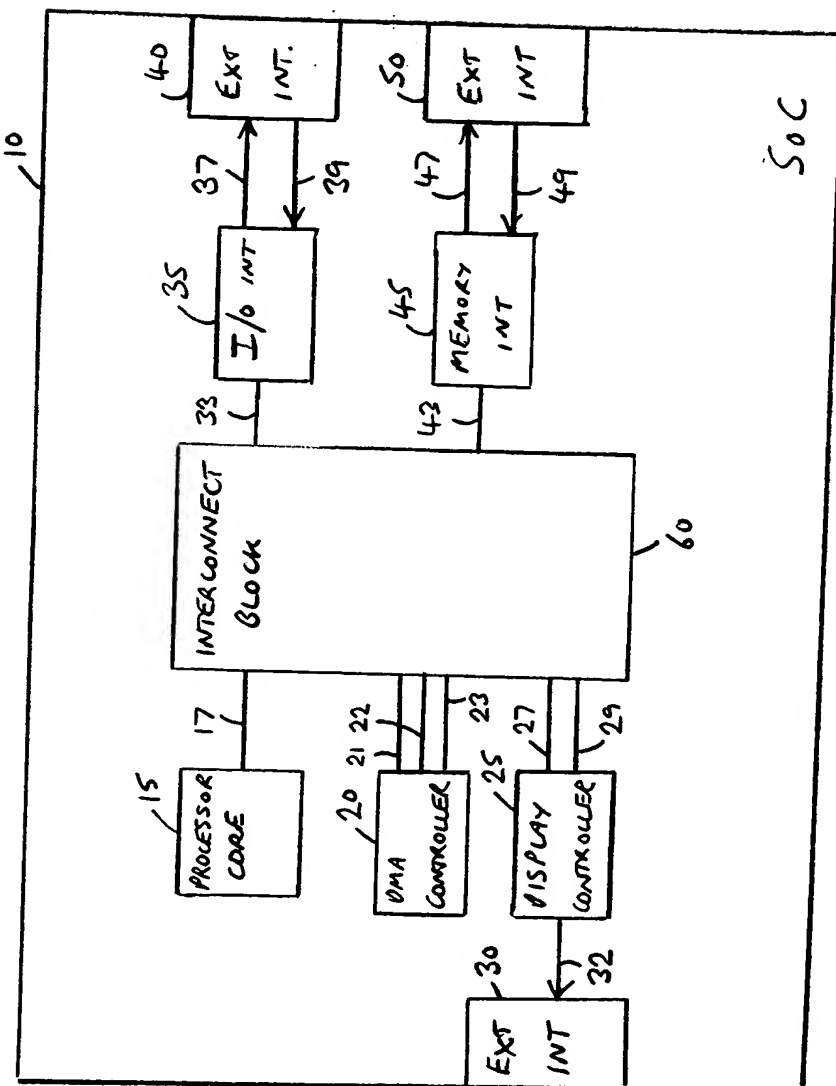 10
40
EXT
INT.
50
EXT
INT
SOC
37
39
47
49
35
I/O INT
45
MEMORY
INT
33
43
INTERCONNECT
BLOCK
60
17
21
22
23
27
29
15
PROCESSOR
CORE
20
DMA
CONTROLLER
25
DISPLAY
CONTROLLER
30
32
EXT
INT